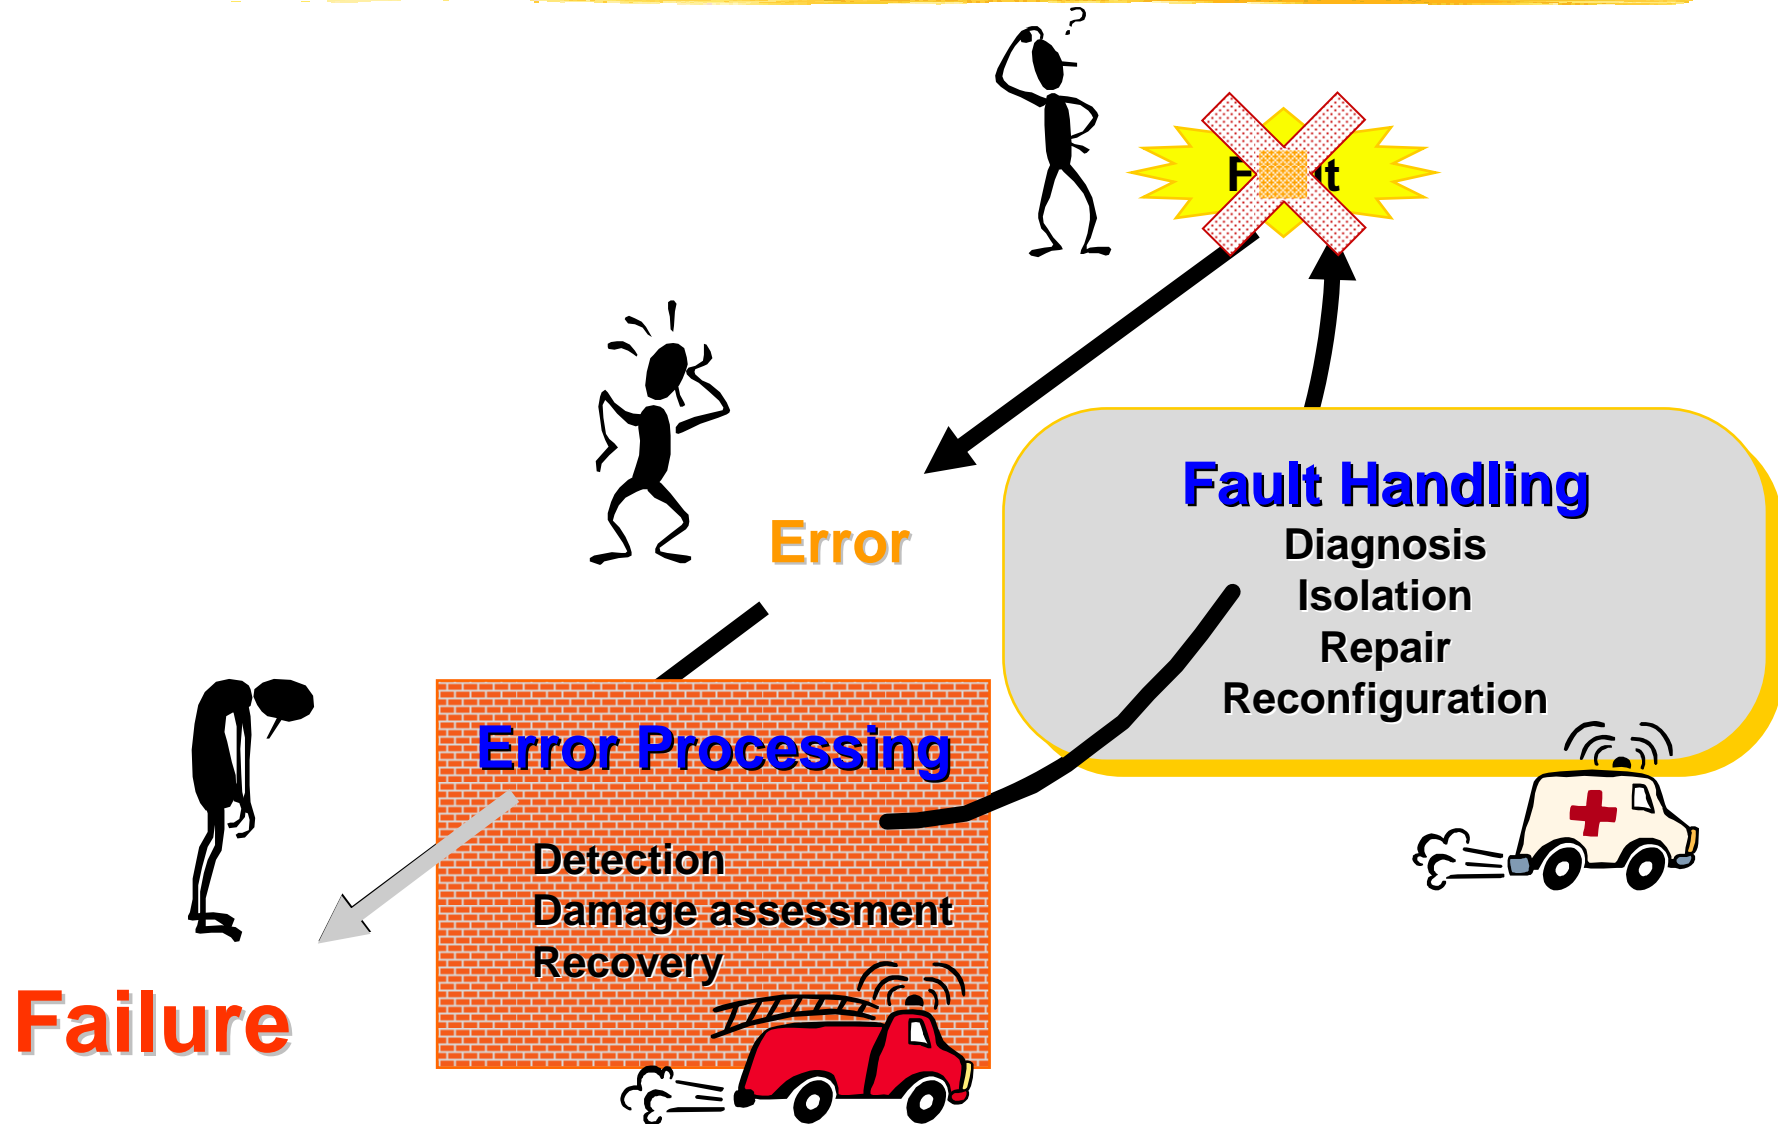 ?
Error
Fault Handling
Diagnosis
Isolation
Repair
Reconfiguration
Error Processing
Detection
Damage assessment
Recovery
Failure